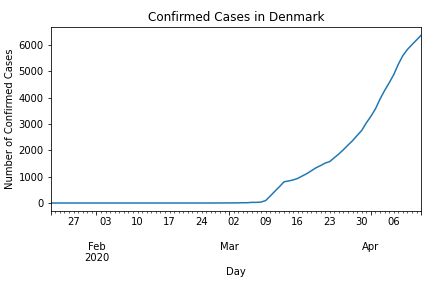 Confirmed Cases in Denmark
Number of Confirmed Cases
6000
5000
4000
3000
2000
1000
0
27 03 10 17 24 02 09 16 23 30 06
Feb Mar Apr
2020
Day